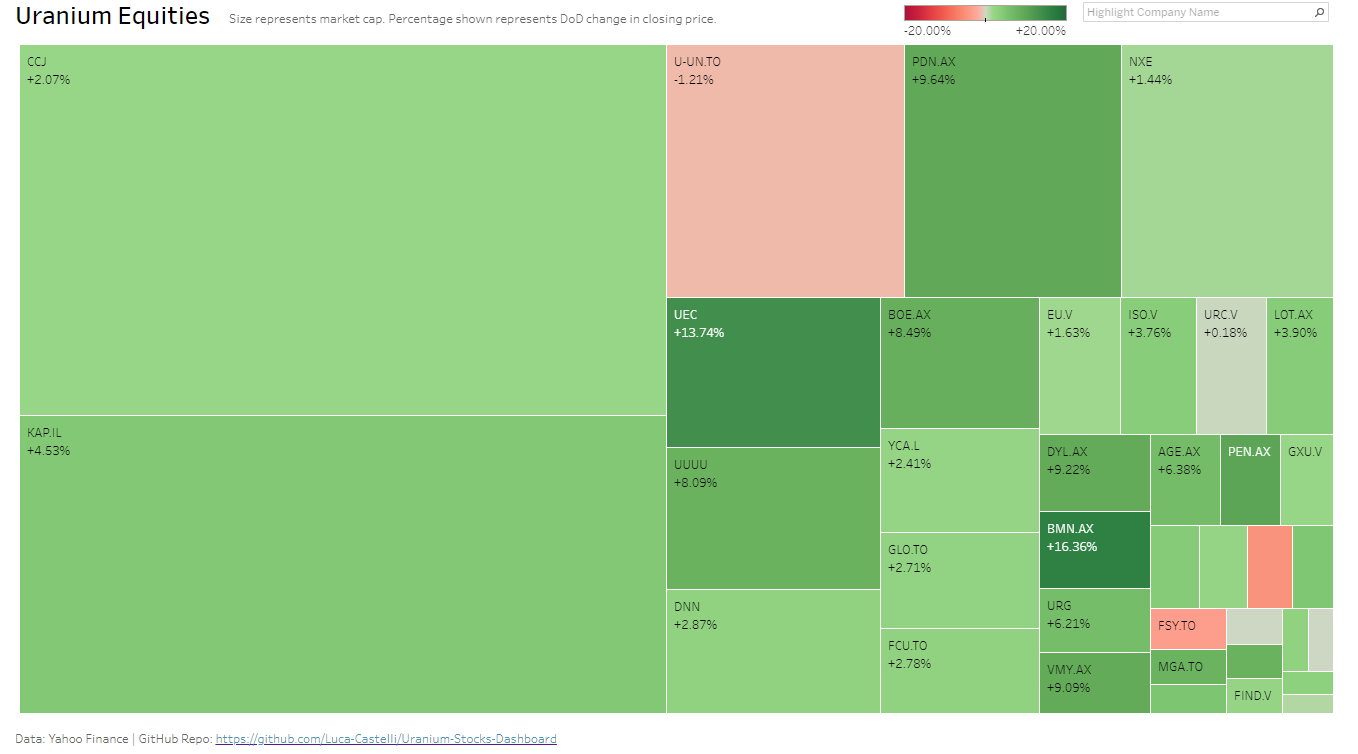 Uranium Equities
Size represents market cap. Percentage shown represents DoD change in closing price.
-20.00%
+20.00%
Highlight Company Name
CCJ
+2.07%
U-UN.TO
-1.21%
PDN.AX
+9.64%
NXE
+1.44%
UEC
+13.74%
BOE.AX
+8.49%
EU.V
+1.63%
ISO.V
+3.76%
URC.V
+0.18%
LOT.AX
+3.90%
KAP.IL
+4.53%
UUUU
+8.09%
YCA.L
+2.41%
DYL.AX
+9.22%
AGE.AX
+6.38%
PEN.AX
GXU.V
BMN.AX
+16.36%
GLO.TO
+2.71%
DNN
+2.87%
URG
+6.21%
FSY.TO
FCU.TO
+2.78%
VMY.AX
+9.09%
MGA.TO
FIND.V
Data: Yahoo Finance | GitHub Repo: https://github.com/Luca-Castelli/Uranium-Stocks-Dashboard